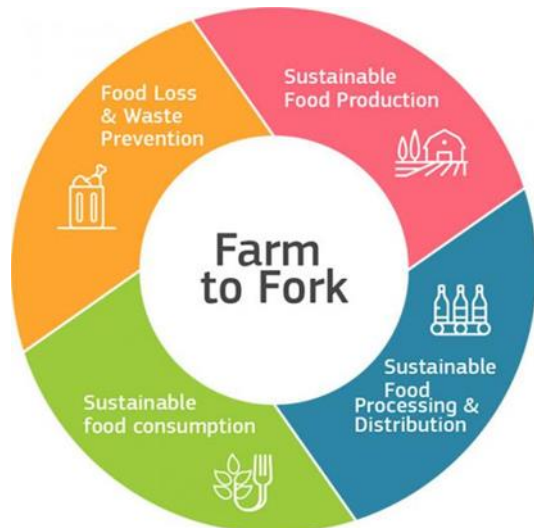 Farm
to Fork
Sustainable
Food Production
Sustainable
Food
Processing &
Distribution
Sustainable
food consumption
Food Loss
& Waste
Prevention